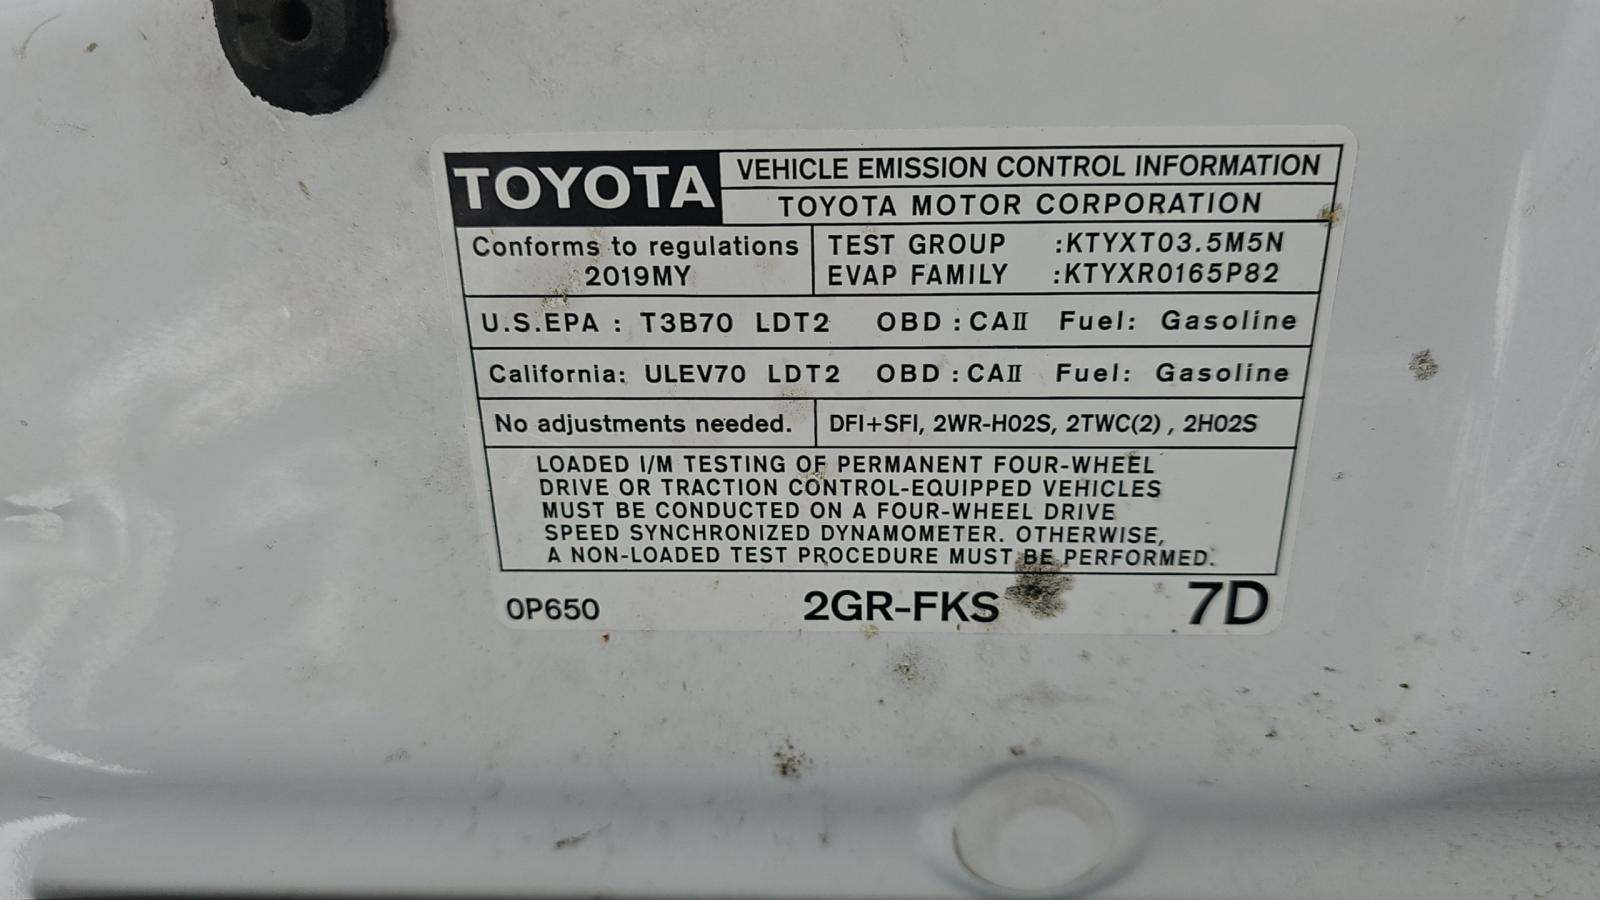 TOYOTA
VEHICLE EMISSION CONTROL INFORMATION
TOYOTA MOTOR CORPORATION
Conforms to regulations
2019MY
TEST GROUP :KTYXT03.5M5N
EVAP FAMILY :KTYXR0165P82
U.S.EPA : T3B70 LDT2 OBD : CAII Fuel: Gasoline
California: ULEV70 LDT2 OBD : CAII Fuel: Gasoline
No adjustments needed.
DFI+SFI, 2WR-HO2S, 2TWC(2) , 2HO2S
LOADED I/M TESTING OF PERMANENT FOUR-WHEEL
DRIVE OR TRACTION CONTROL-EQUIPPED VEHICLES
MUST BE CONDUCTED ON A FOUR-WHEEL DRIVE
SPEED SYNCHRONIZED DYNAMOMETER. OTHERWISE,
A NON-LOADED TEST PROCEDURE MUST BE PERFORMED.
0P650 2GR-FKS 7D